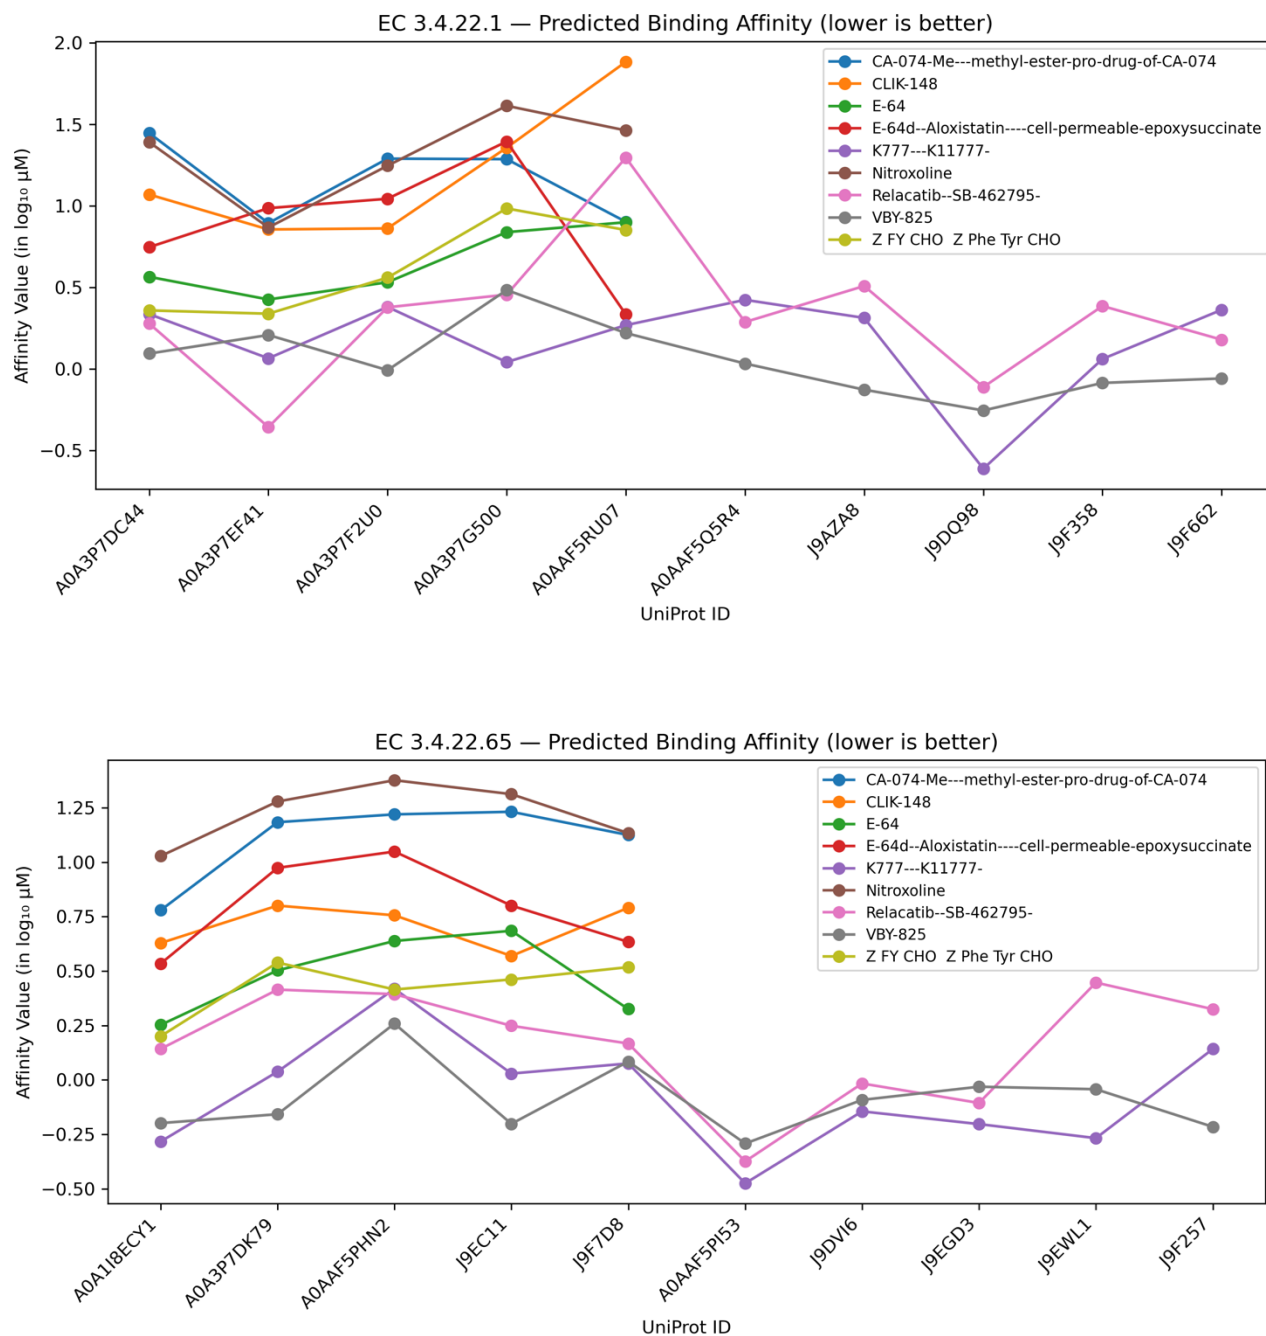 EC 3.4.22.1 — Predicted Binding Affinity (lower is better)
Affinity Value (in log₁₀ µM)
2.0
1.5
1.0
0.5
0.0
−0.5
CA-074-Me---methyl-ester-pro-drug-of-CA-074
CLIK-148
E-64
E-64d--Aloxistatin----cell-permeable-epoxysuccinate
K777---K11777-
Nitroxoline
Relacatib--SB-462795-
VBY-825
Z FY CHO  Z Phe Tyr CHO
A0A3P7DC44
A0A3P7EF41
A0A3P7F2U0
A0A3P7G500
A0AAF5RU07
A0AAF5Q5R4
J9AZA8
J9DQ98
J9F358
J9F662
UniProt ID
EC 3.4.22.65 — Predicted Binding Affinity (lower is better)
Affinity Value (in log₁₀ µM)
1.25
1.00
0.75
0.50
0.25
0.00
−0.25
−0.50
CA-074-Me---methyl-ester-pro-drug-of-CA-074
CLIK-148
E-64
E-64d--Aloxistatin----cell-permeable-epoxysuccinate
K777---K11777-
Nitroxoline
Relacatib--SB-462795-
VBY-825
Z FY CHO  Z Phe Tyr CHO
A0A1I8ECY1
A0A3P7DK79
A0AAF5PHN2
J9EC11
J9F7D8
A0AAF5PI53
J9DVI6
J9EGD3
J9EWL1
J9F257
UniProt ID